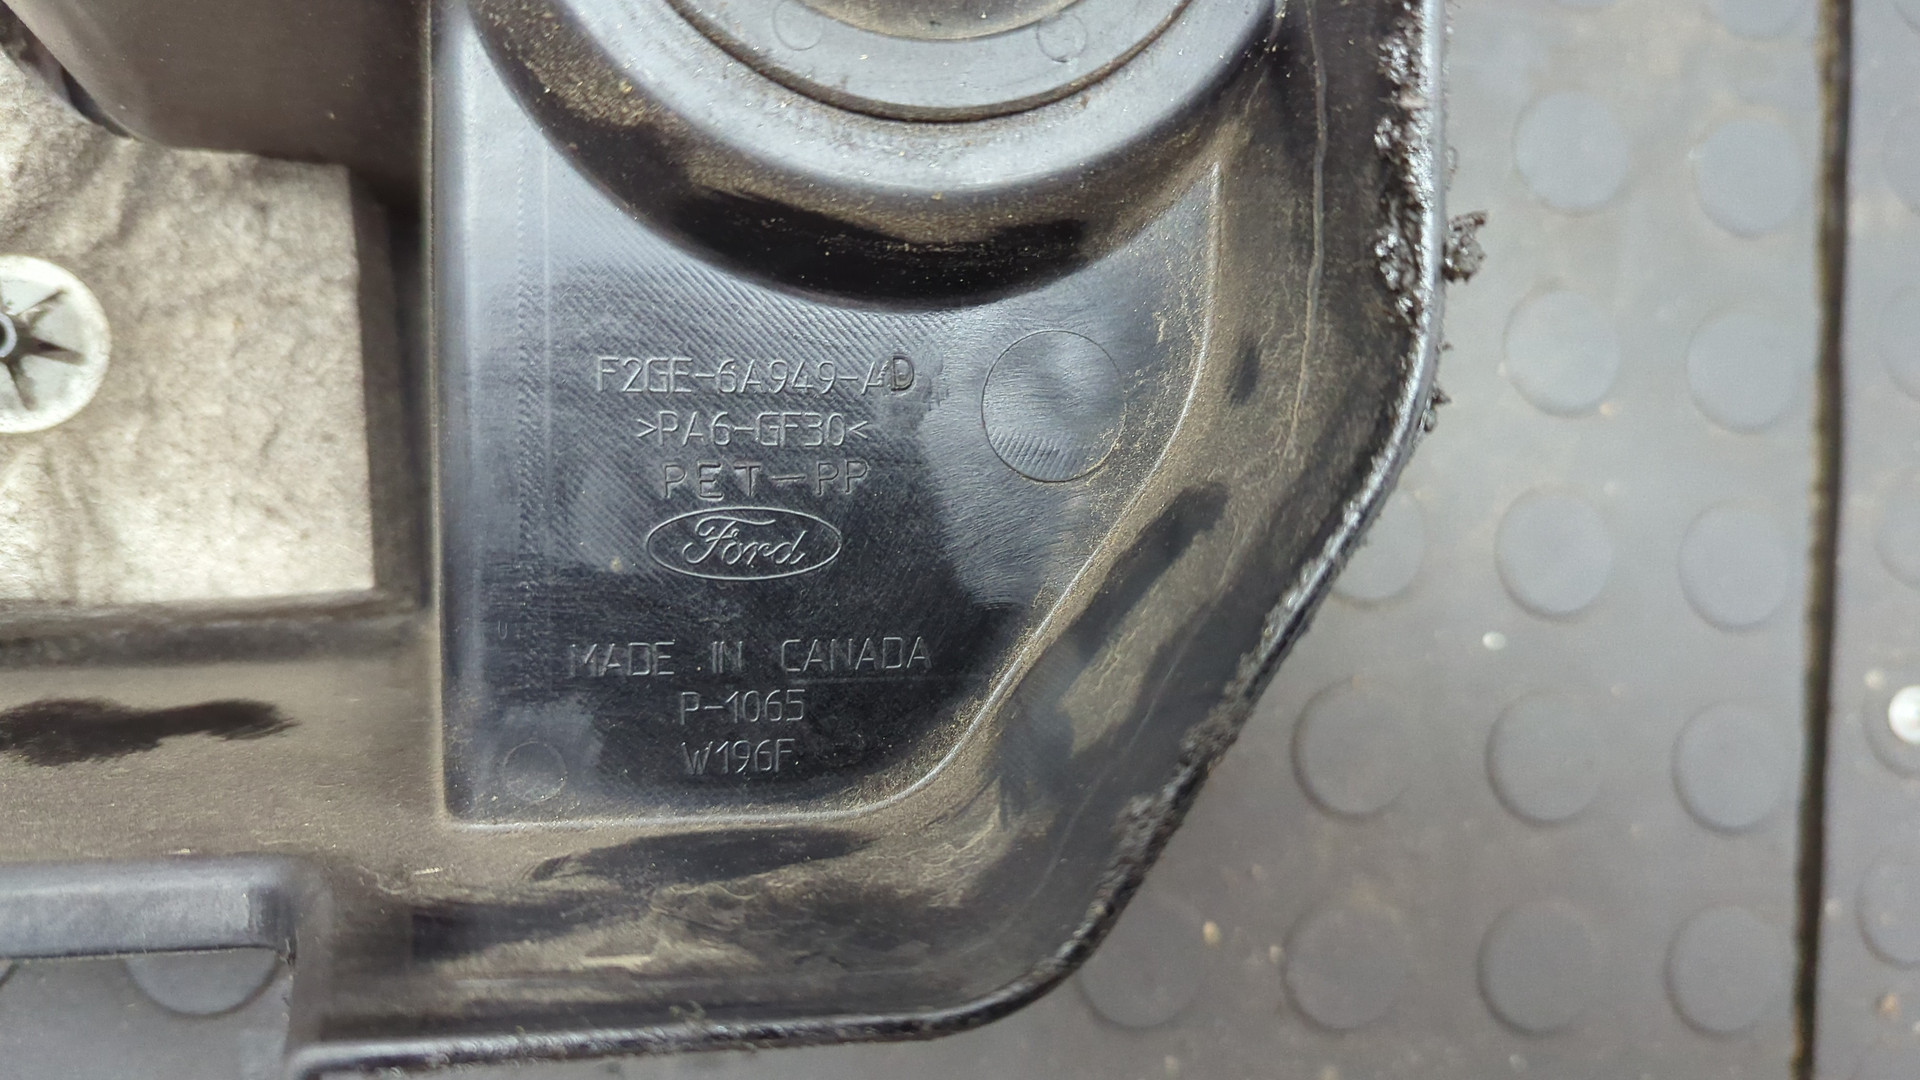 F2GE-6A949-AD
>PA6-GF30<
PET-PP
Ford
MADE IN CANADA
P-1065
W196F